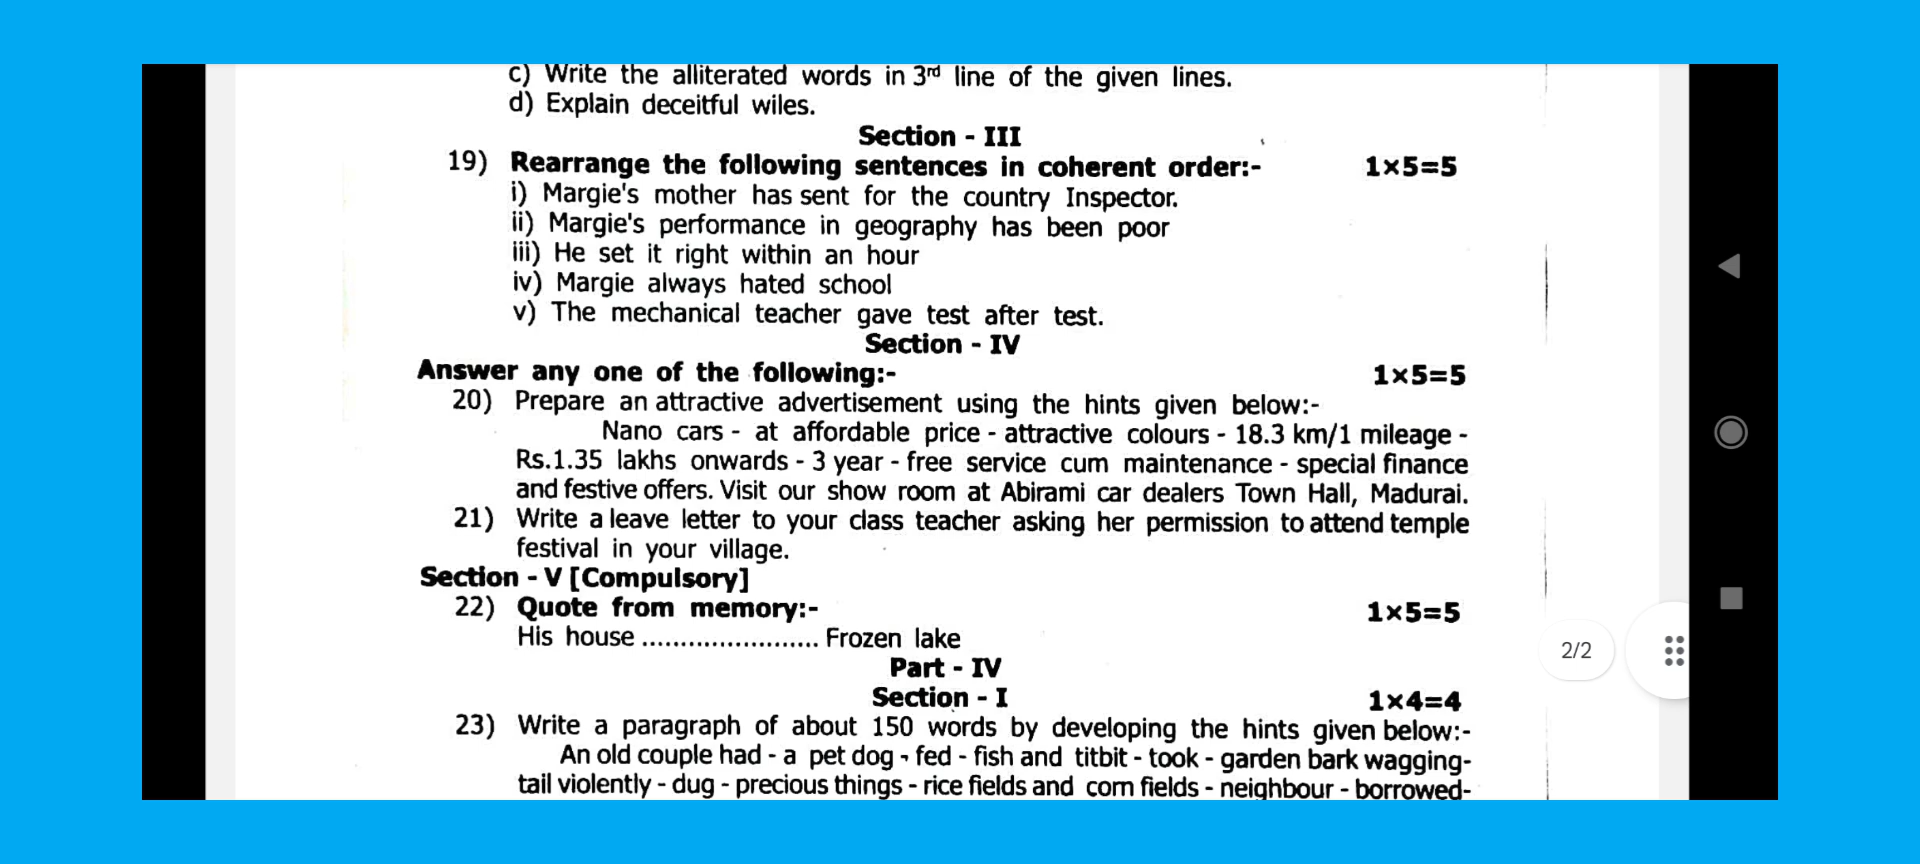 c) Write the alliterated words in 3rd line of the given lines.
d) Explain deceitful wiles.
Section - III
19) Rearrange the following sentences in coherent order:- 1×5=5
i) Margie's mother has sent for the country Inspector.
ii) Margie's performance in geography has been poor
iii) He set it right within an hour
iv) Margie always hated school
v) The mechanical teacher gave test after test.
Section - IV
Answer any one of the following:- 1×5=5
20) Prepare an attractive advertisement using the hints given below:-
Nano cars - at affordable price - attractive colours - 18.3 km/1 mileage -
Rs.1.35 lakhs onwards - 3 year - free service cum maintenance - special finance
and festive offers. Visit our show room at Abirami car dealers Town Hall, Madurai.
21) Write a leave letter to your class teacher asking her permission to attend temple
festival in your village.
Section - V [Compulsory]
22) Quote from memory:- 1×5=5
His house ....................... Frozen lake
Part - IV
Section - I 1×4=4
23) Write a paragraph of about 150 words by developing the hints given below:-
An old couple had - a pet dog - fed - fish and titbit - took - garden bark wagging-
tail violently - dug - precious things - rice fields and corn fields - neighbour - borrowed-
2/2